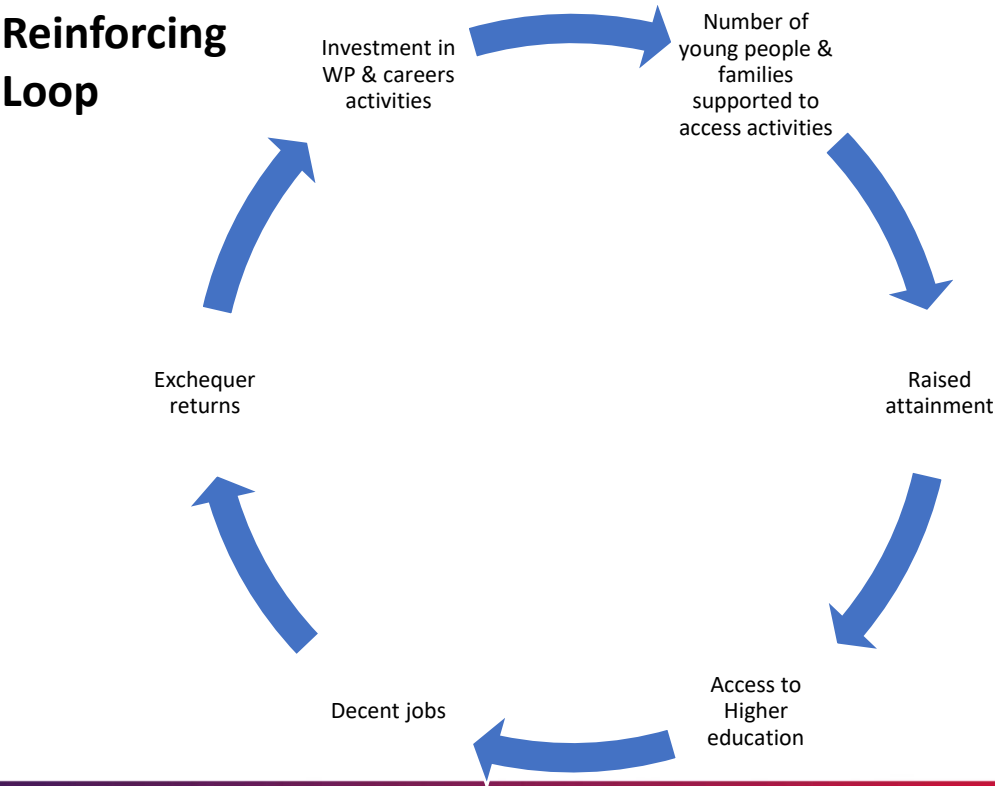 Reinforcing
Loop
Investment in
WP & careers
activities
Number of
young people &
families
supported to
access activities
Raised
attainment
Access to
Higher
education
Decent jobs
Exchequer
returns